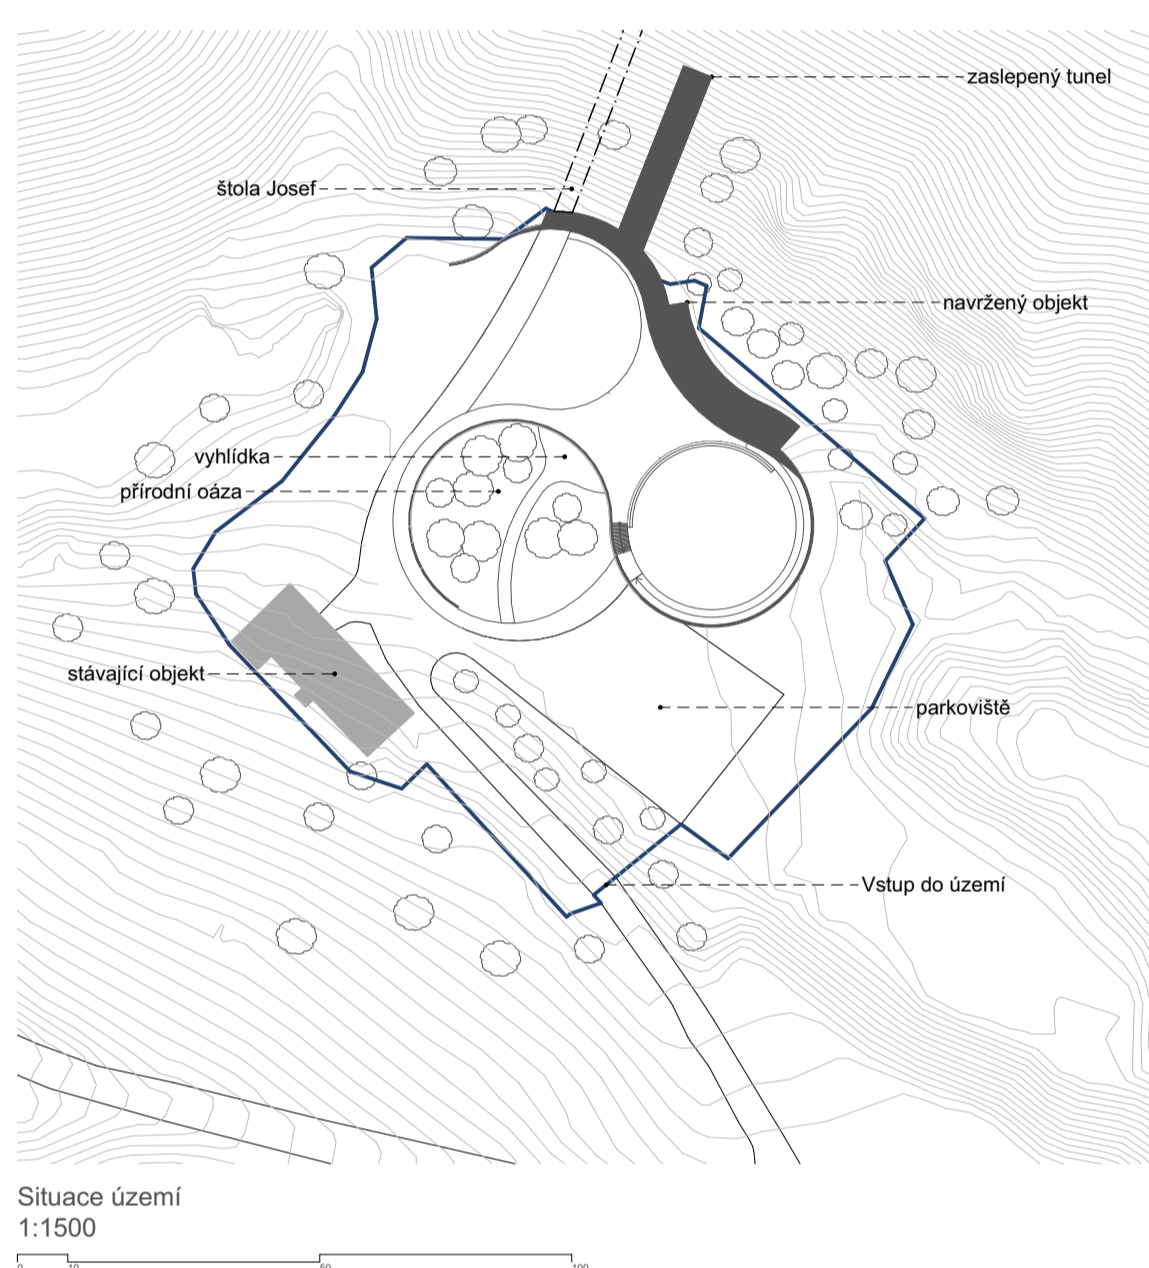 zaslepený tunel
štola Josef
navržený objekt
vyhlídka
přírodní oáza
stávající objekt
parkoviště
Vstup do území
Situace území
1:1500
0 10 50 100